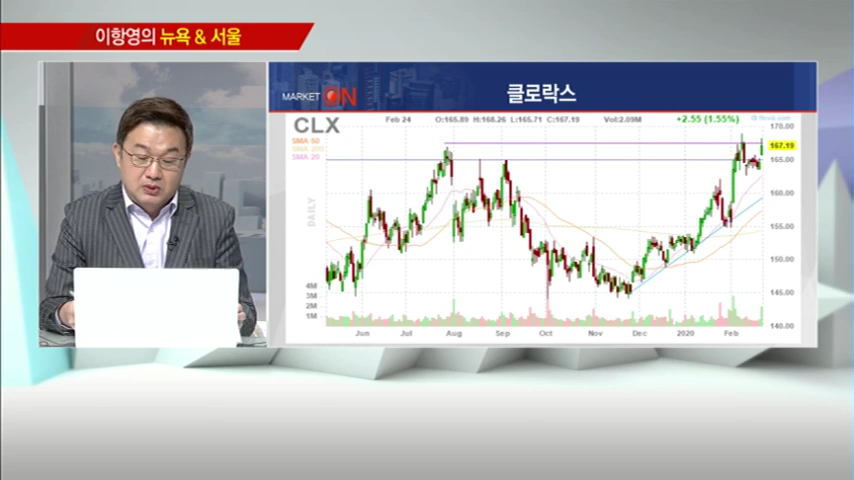 이항영의 뉴욕 & 서울
MARKET ON
클로락스
CLX
Feb 24 O:165.89 H:168.26 L:165.71 C:167.19 Vol:2.09M +2.55 (1.55%)
SMA 50
SMA 200
SMA 20
DAILY
170.00
167.19
165.00
160.00
155.00
150.00
145.00
140.00
4M
3M
2M
1M
Jun Jul Aug Sep Oct Nov Dec 2020 Feb